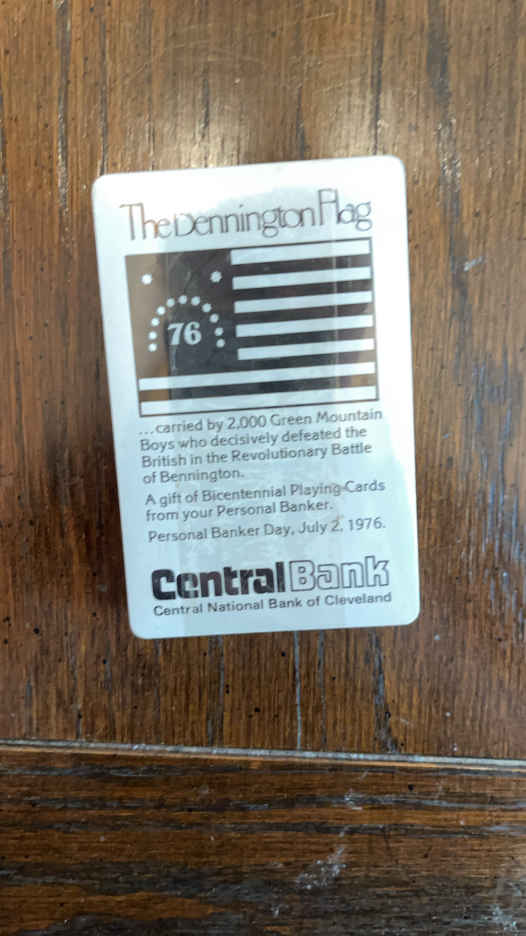 The Bennington Flag
76
...carried by 2,000 Green Mountain
Boys who decisively defeated the
British in the Revolutionary Battle
of Bennington.
A gift of Bicentennial Playing Cards
from your Personal Banker.
Personal Banker Day, July 2, 1976.
Central Bank
Central National Bank of Cleveland